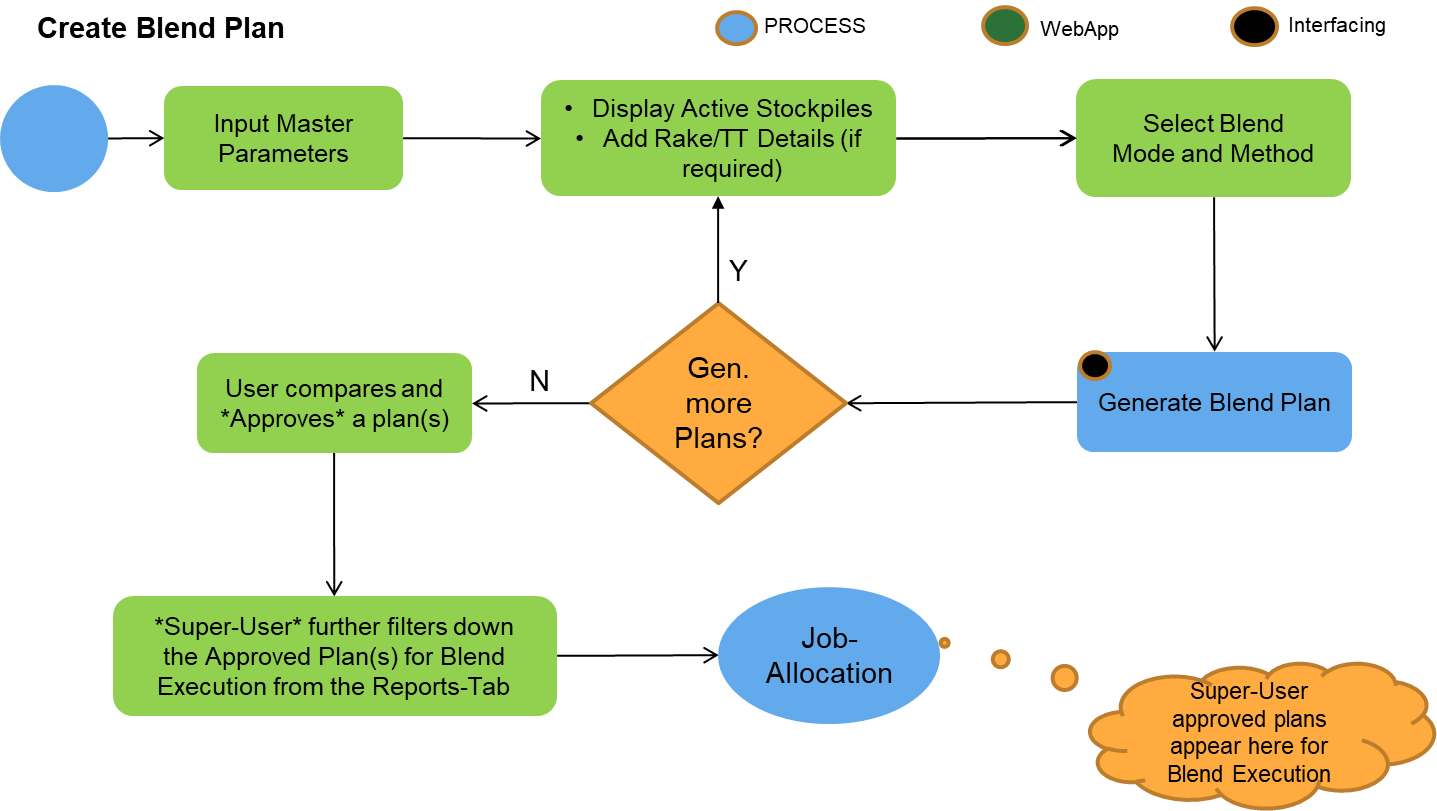 Create Blend Plan
PROCESS
WebApp
Interfacing
Input Master
Parameters
• Display Active Stockpiles
• Add Rake/TT Details (if
required)
Select Blend
Mode and Method
Y
Gen.
more
Plans?
N
User compares and
*Approves* a plan(s)
Generate Blend Plan
*Super-User* further filters down
the Approved Plan(s) for Blend
Execution from the Reports-Tab
Job-
Allocation
Super-User
approved plans
appear here for
Blend Execution